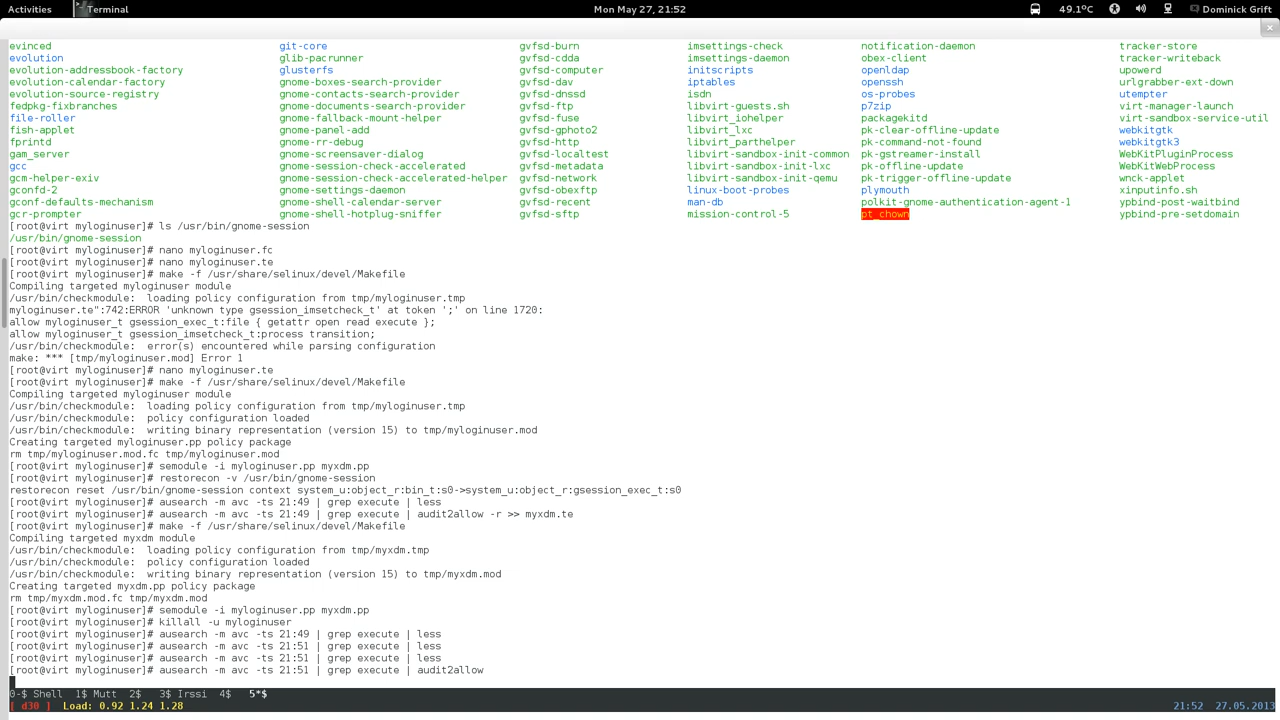 Activities Terminal Mon May 27, 21:52 49.1°C Dominick Grift
evinced git-core gvfsd-burn imsettings-check notification-daemon tracker-store
evolution glib-pacrunner gvfsd-cdda imsettings-daemon obex-client tracker-writeback
evolution-addressbook-factory glusterfs gvfsd-computer initscripts openldap upowerd
evolution-calendar-factory gnome-boxes-search-provider gvfsd-dav iptables openssh urlgrabber-ext-down
evolution-source-registry gnome-contacts-search-provider gvfsd-dnssd isdn os-probes utempter
fedpkg-fixbranches gnome-documents-search-provider gvfsd-ftp libvirt-guests.sh p7zip virt-manager-launch
file-roller gnome-fallback-mount-helper gvfsd-fuse libvirt_iohelper packagekitd virt-sandbox-service-util
fish-applet gnome-panel-add gvfsd-gphoto2 libvirt_lxc pk-clear-offline-update webkitgtk
fprintd gnome-rr-debug gvfsd-http libvirt_parthelper pk-command-not-found webkitgtk3
gam_server gnome-screensaver-dialog gvfsd-localtest libvirt-sandbox-init-common pk-gstreamer-install WebKitPluginProcess
gcc gnome-session-check-accelerated gvfsd-metadata libvirt-sandbox-init-lxc pk-offline-update WebKitWebProcess
gcm-helper-exiv gnome-session-check-accelerated-helper gvfsd-network libvirt-sandbox-init-qemu pk-trigger-offline-update wnck-applet
gconfd-2 gnome-settings-daemon gvfsd-obexftp linux-boot-probes plymouth xinputinfo.sh
gconf-defaults-mechanism gnome-shell-calendar-server gvfsd-recent man-db polkit-gnome-authentication-agent-1 ypbind-post-waitbind
gcr-prompter gnome-shell-hotplug-sniffer gvfsd-sftp mission-control-5 pt_chown ypbind-pre-setdomain
[root@virt myloginuser]# ls /usr/bin/gnome-session
/usr/bin/gnome-session
[root@virt myloginuser]# nano myloginuser.fc
[root@virt myloginuser]# nano myloginuser.te
[root@virt myloginuser]# make -f /usr/share/selinux/devel/Makefile
Compiling targeted myloginuser module
/usr/bin/checkmodule:  loading policy configuration from tmp/myloginuser.tmp
myloginuser.te":742:ERROR 'unknown type gsession_imsetcheck_t' at token ';' on line 1720:
allow myloginuser_t gsession_exec_t:file { getattr open read execute };
allow myloginuser_t gsession_imsetcheck_t:process transition;
/usr/bin/checkmodule:  error(s) encountered while parsing configuration
make: *** [tmp/myloginuser.mod] Error 1
[root@virt myloginuser]# nano myloginuser.te
[root@virt myloginuser]# make -f /usr/share/selinux/devel/Makefile
Compiling targeted myloginuser module
/usr/bin/checkmodule:  loading policy configuration from tmp/myloginuser.tmp
/usr/bin/checkmodule:  policy configuration loaded
/usr/bin/checkmodule:  writing binary representation (version 15) to tmp/myloginuser.mod
Creating targeted myloginuser.pp policy package
rm tmp/myloginuser.mod.fc tmp/myloginuser.mod
[root@virt myloginuser]# semodule -i myloginuser.pp myxdm.pp
[root@virt myloginuser]# restorecon -v /usr/bin/gnome-session
restorecon reset /usr/bin/gnome-session context system_u:object_r:bin_t:s0->system_u:object_r:gsession_exec_t:s0
[root@virt myloginuser]# ausearch -m avc -ts 21:49 | grep execute | less
[root@virt myloginuser]# ausearch -m avc -ts 21:49 | grep execute | audit2allow -r >> myxdm.te
[root@virt myloginuser]# make -f /usr/share/selinux/devel/Makefile
Compiling targeted myxdm module
/usr/bin/checkmodule:  loading policy configuration from tmp/myxdm.tmp
/usr/bin/checkmodule:  policy configuration loaded
/usr/bin/checkmodule:  writing binary representation (version 15) to tmp/myxdm.mod
Creating targeted myxdm.pp policy package
rm tmp/myxdm.mod.fc tmp/myxdm.mod
[root@virt myloginuser]# semodule -i myloginuser.pp myxdm.pp
[root@virt myloginuser]# killall -u myloginuser
[root@virt myloginuser]# ausearch -m avc -ts 21:49 | grep execute | less
[root@virt myloginuser]# ausearch -m avc -ts 21:51 | grep execute | less
[root@virt myloginuser]# ausearch -m avc -ts 21:51 | grep execute | less
[root@virt myloginuser]# ausearch -m avc -ts 21:51 | grep execute | audit2allow
0-$ Shell  1$ Mutt  2$  3$ Irssi  4$  5*$
[ d30 ]  Load: 0.92 1.24 1.28 21:52 27.05.2013